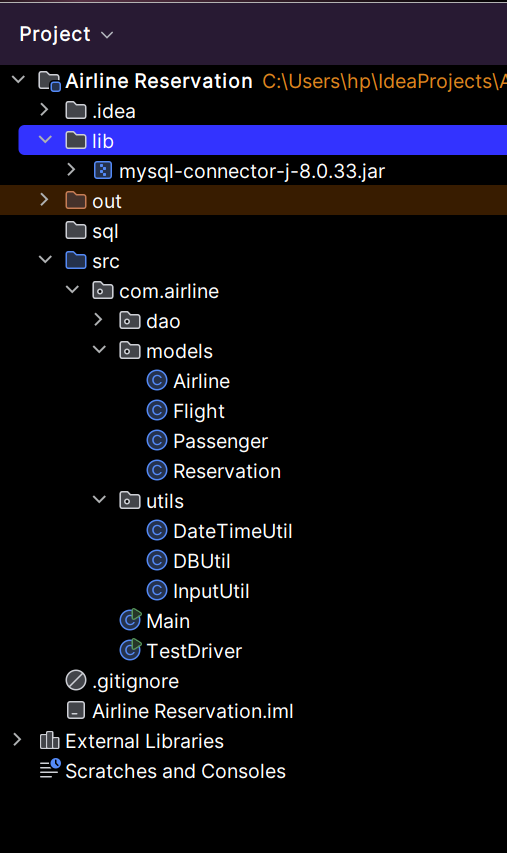 Project
Airline Reservation C:\Users\hp\IdeaProjects\A
.idea
lib
mysql-connector-j-8.0.33.jar
out
sql
src
com.airline
dao
models
Airline
Flight
Passenger
Reservation
utils
DateTimeUtil
DBUtil
InputUtil
Main
TestDriver
.gitignore
Airline Reservation.iml
External Libraries
Scratches and Consoles